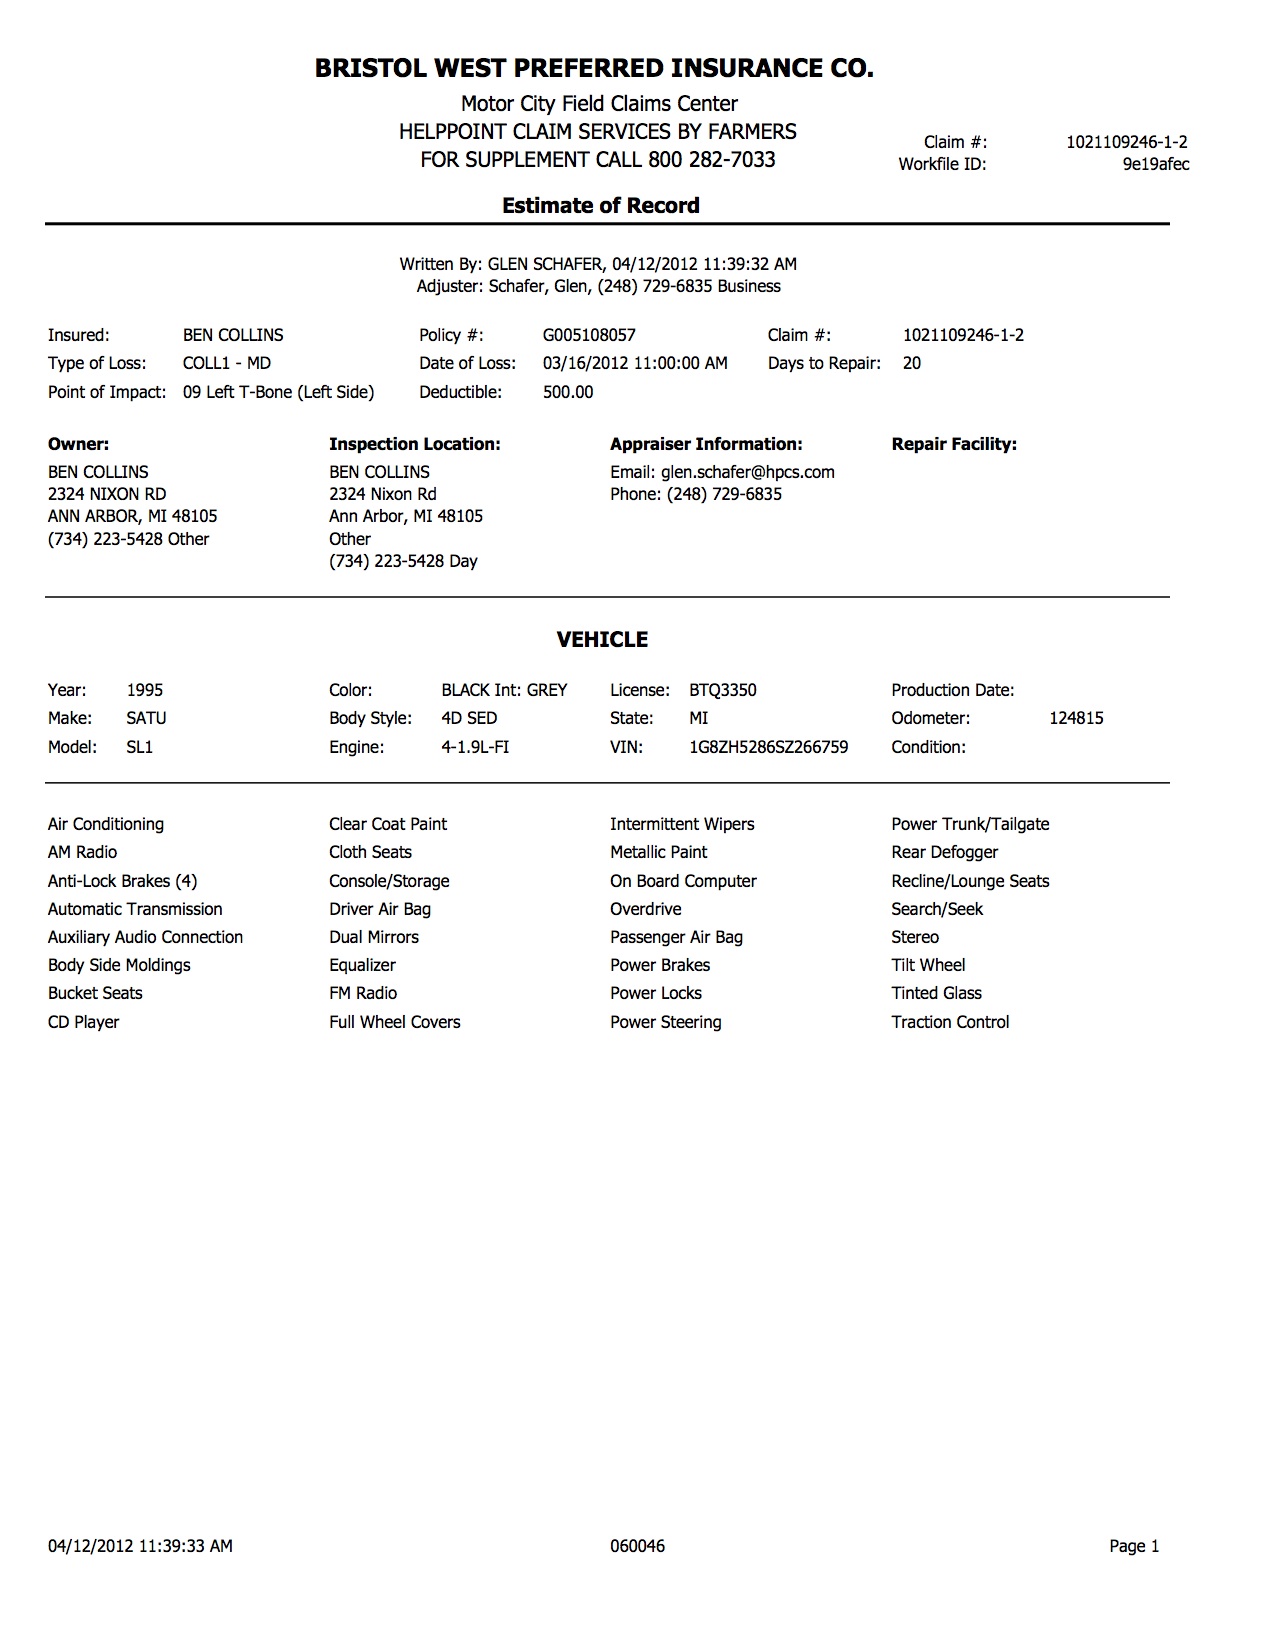 BRISTOL WEST PREFERRED INSURANCE CO.
Motor City Field Claims Center
HELPPOINT CLAIM SERVICES BY FARMERS
FOR SUPPLEMENT CALL 800 282-7033
Claim #: 1021109246-1-2
Workfile ID: 9e19afec
Estimate of Record
Written By: GLEN SCHAFER, 04/12/2012 11:39:32 AM
Adjuster: Schafer, Glen, (248) 729-6835 Business
Insured: BEN COLLINS Policy #: G005108057 Claim #: 1021109246-1-2
Type of Loss: COLL1 - MD Date of Loss: 03/16/2012 11:00:00 AM Days to Repair: 20
Point of Impact: 09 Left T-Bone (Left Side) Deductible: 500.00
Owner: Inspection Location: Appraiser Information: Repair Facility:
BEN COLLINS BEN COLLINS Email: glen.schafer@hpcs.com
2324 NIXON RD 2324 Nixon Rd Phone: (248) 729-6835
ANN ARBOR, MI 48105 Ann Arbor, MI 48105
(734) 223-5428 Other Other
(734) 223-5428 Day
VEHICLE
Year: 1995 Color: BLACK Int: GREY License: BTQ3350 Production Date:
Make: SATU Body Style: 4D SED State: MI Odometer: 124815
Model: SL1 Engine: 4-1.9L-FI VIN: 1G8ZH5286SZ266759 Condition:
Air Conditioning Clear Coat Paint Intermittent Wipers Power Trunk/Tailgate
AM Radio Cloth Seats Metallic Paint Rear Defogger
Anti-Lock Brakes (4) Console/Storage On Board Computer Recline/Lounge Seats
Automatic Transmission Driver Air Bag Overdrive Search/Seek
Auxiliary Audio Connection Dual Mirrors Passenger Air Bag Stereo
Body Side Moldings Equalizer Power Brakes Tilt Wheel
Bucket Seats FM Radio Power Locks Tinted Glass
CD Player Full Wheel Covers Power Steering Traction Control
04/12/2012 11:39:33 AM 060046 Page 1